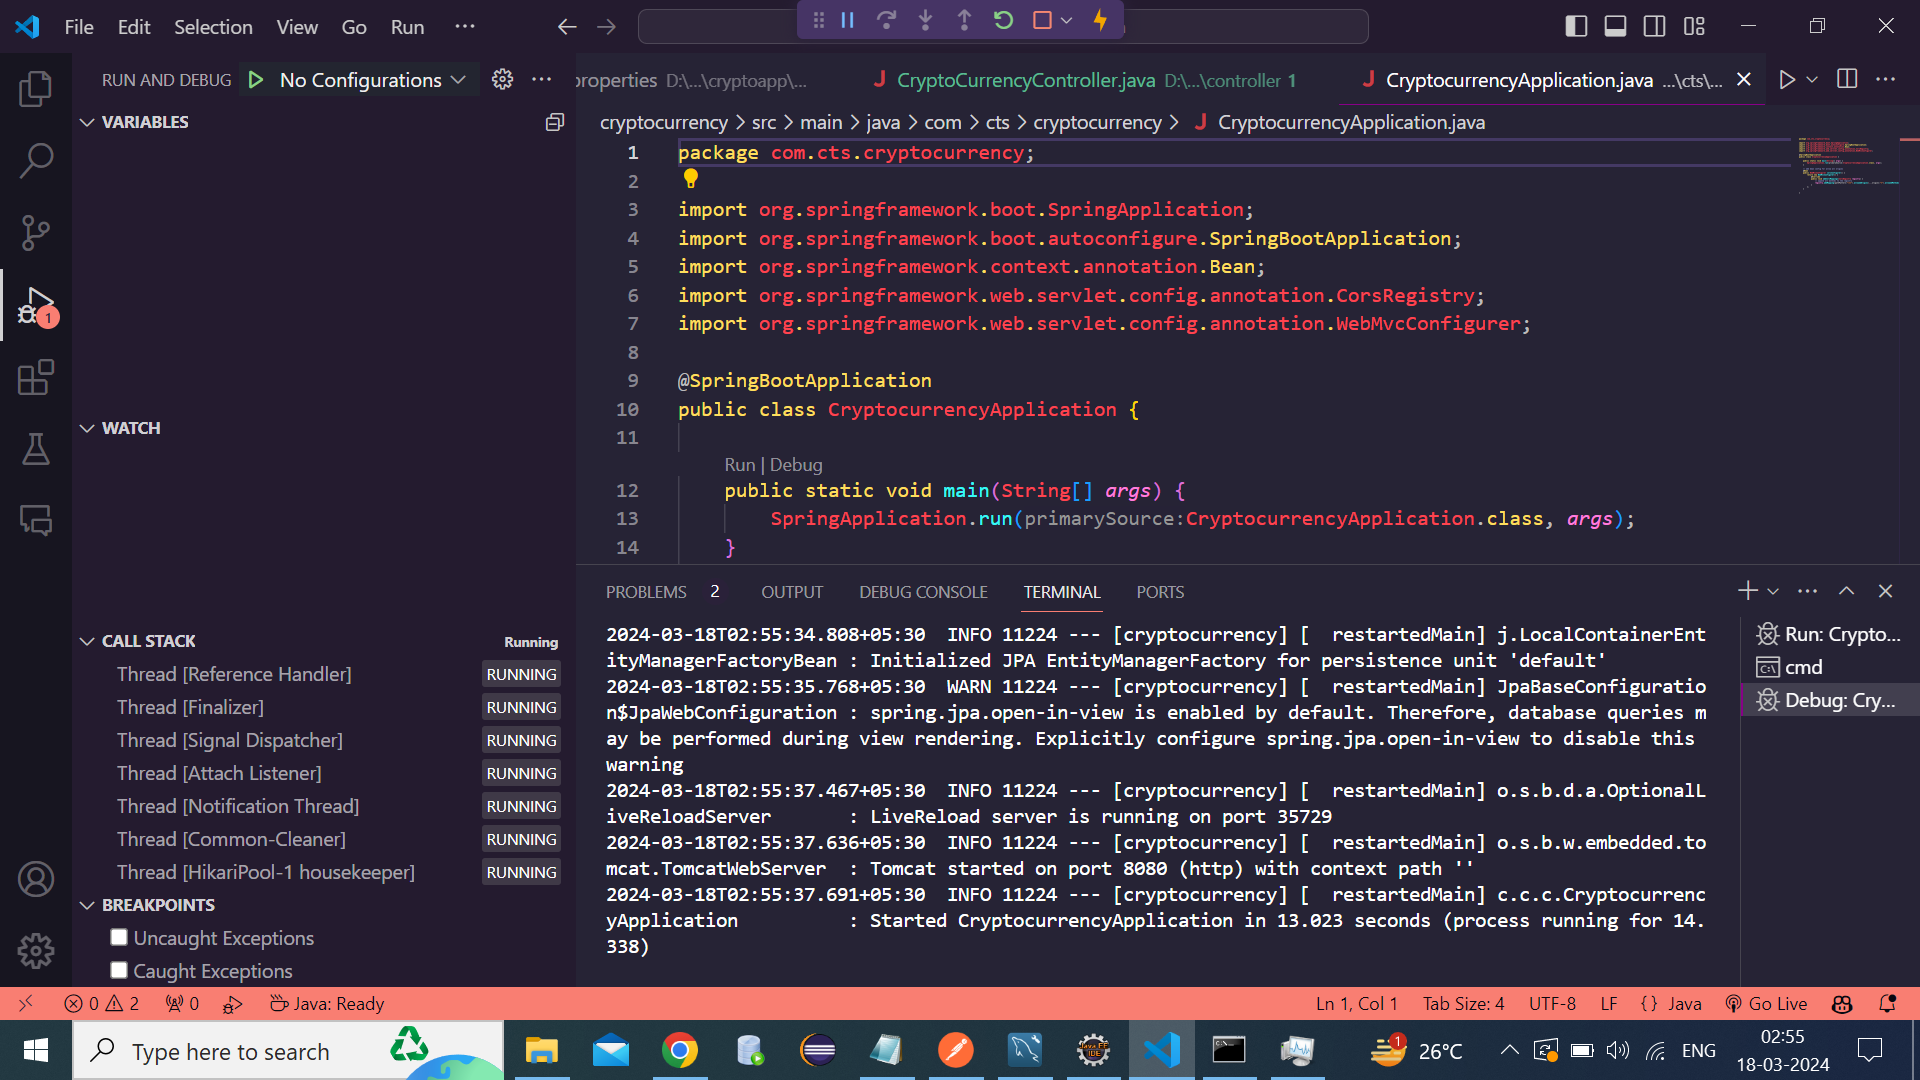 File Edit Selection View Go Run ...
RUN AND DEBUG No Configurations ...
properties D:\...\cryptoapp\... CryptoCurrencyController.java D:\...\controller 1 CryptocurrencyApplication.java ...\cts\...
VARIABLES
WATCH
CALL STACK Running
Thread [Reference Handler] RUNNING
Thread [Finalizer] RUNNING
Thread [Signal Dispatcher] RUNNING
Thread [Attach Listener] RUNNING
Thread [Notification Thread] RUNNING
Thread [Common-Cleaner] RUNNING
Thread [HikariPool-1 housekeeper] RUNNING
BREAKPOINTS
Uncaught Exceptions
Caught Exceptions
1
cryptocurrency > src > main > java > com > cts > cryptocurrency > J CryptocurrencyApplication.java
1 package com.cts.cryptocurrency;
2
3 import org.springframework.boot.SpringApplication;
4 import org.springframework.boot.autoconfigure.SpringBootApplication;
5 import org.springframework.context.annotation.Bean;
6 import org.springframework.web.servlet.config.annotation.CorsRegistry;
7 import org.springframework.web.servlet.config.annotation.WebMvcConfigurer;
8
9 @SpringBootApplication
10 public class CryptocurrencyApplication {
11
Run | Debug
12 public static void main(String[] args) {
13 SpringApplication.run(primarySource:CryptocurrencyApplication.class, args);
14 }
PROBLEMS 2 OUTPUT DEBUG CONSOLE TERMINAL PORTS
2024-03-18T02:55:34.808+05:30  INFO 11224 --- [cryptocurrency] [  restartedMain] j.LocalContainerEnt
ityManagerFactoryBean : Initialized JPA EntityManagerFactory for persistence unit 'default'
2024-03-18T02:55:35.768+05:30  WARN 11224 --- [cryptocurrency] [  restartedMain] JpaBaseConfiguratio
n$JpaWebConfiguration : spring.jpa.open-in-view is enabled by default. Therefore, database queries m
ay be performed during view rendering. Explicitly configure spring.jpa.open-in-view to disable this
warning
2024-03-18T02:55:37.467+05:30  INFO 11224 --- [cryptocurrency] [  restartedMain] o.s.b.d.a.OptionalL
iveReloadServer       : LiveReload server is running on port 35729
2024-03-18T02:55:37.636+05:30  INFO 11224 --- [cryptocurrency] [  restartedMain] o.s.b.w.embedded.to
mcat.TomcatWebServer  : Tomcat started on port 8080 (http) with context path ''
2024-03-18T02:55:37.691+05:30  INFO 11224 --- [cryptocurrency] [  restartedMain] c.c.c.Cryptocurrenc
yApplication          : Started CryptocurrencyApplication in 13.023 seconds (process running for 14.
338)
Run: Crypto...
cmd
Debug: Cry...
0 2 0 Java: Ready Ln 1, Col 1 Tab Size: 4 UTF-8 LF {} Java Go Live
Type here to search 1 26°C ENG 02:55
18-03-2024